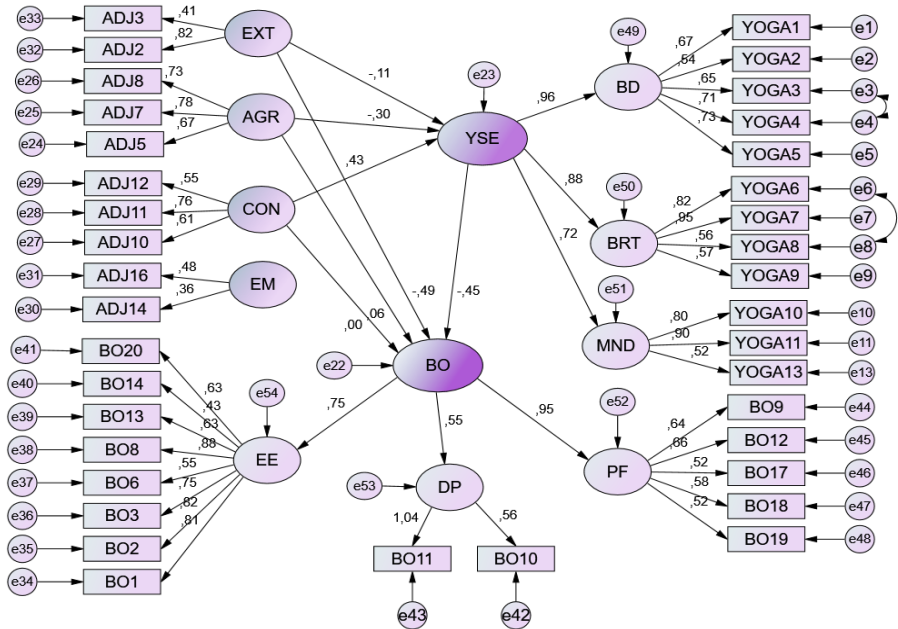 e33 ADJ3 ,41 EXT
e32 ADJ2 ,82
e26 ADJ8 ,73
e25 ADJ7 ,78 AGR
e24 ADJ5 ,67
e29 ADJ12 ,55
e28 ADJ11 ,76 CON
e27 ADJ10 ,61
e31 ADJ16 ,48 EM
e30 ADJ14 ,36
-,11
-,30
,43
e23
YSE
,96
,88
,72
-,49
-,45
,06
,00
e49
BD
,67 YOGA1 e1
,54 YOGA2 e2
,65 YOGA3 e3
,71 YOGA4 e4
,73 YOGA5 e5
e50
BRT
,82 YOGA6 e6
,95 YOGA7 e7
,56 YOGA8 e8
,57 YOGA9 e9
e51
MND
,80 YOGA10 e10
,90 YOGA11 e11
,52 YOGA13 e13
e22
BO
,75
,55
,95
e41 BO20 ,63
e40 BO14 ,43
e39 BO13 ,63
e38 BO8 ,88
e37 BO6 ,55
e36 BO3 ,75
e35 BO2 ,82
e34 BO1 ,81
e54
EE
e53
DP
1,04
,56
BO11
BO10
e43
e42
e52
PF
,64 BO9 e44
,66 BO12 e45
,52 BO17 e46
,58 BO18 e47
,52 BO19 e48